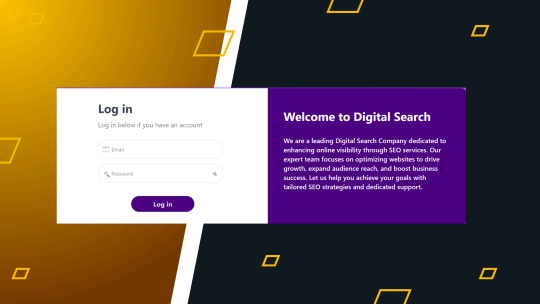 Log in
Log in below if you have an account
Email
Password
Log in
Welcome to Digital Search
We are a leading Digital Search Company dedicated to
enhancing online visibility through SEO services. Our
expert team focuses on optimizing websites to drive
growth, expand audience reach, and boost business
success. Let us help you achieve your goals with
tailored SEO strategies and dedicated support.